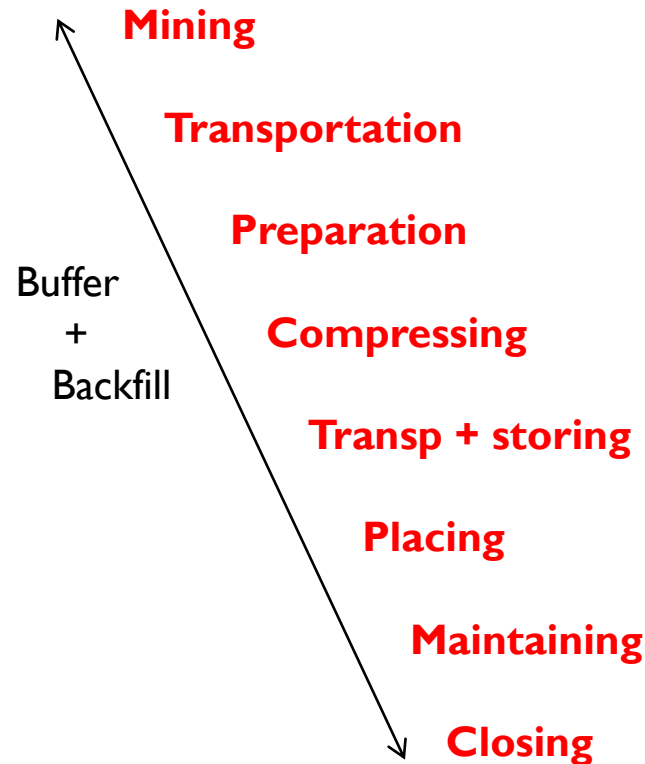 Mining
Transportation
Preparation
Buffer
+
Backfill
Compressing
Transp + storing
Placing
Maintaining
Closing